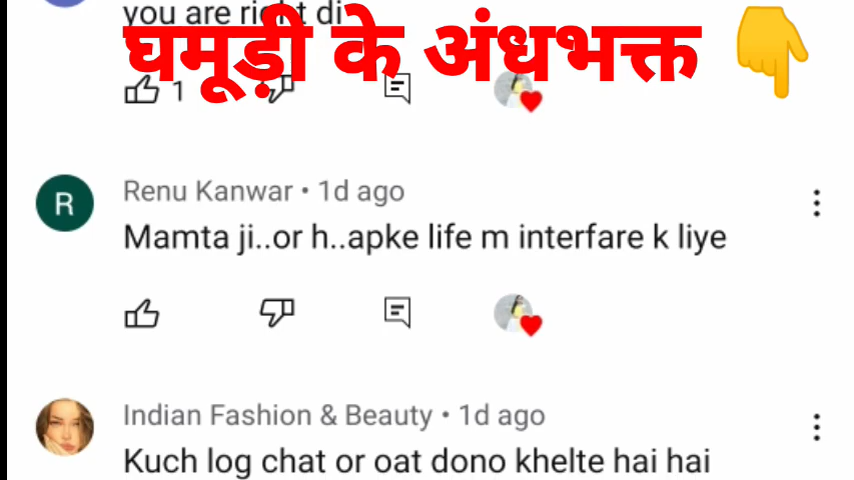 you are right di
घमूड़ी के अंधभक्त
1
R
Renu Kanwar • 1d ago
Mamta ji..or h..apke life m interfare k liye
Indian Fashion & Beauty • 1d ago
Kuch log chat or oat dono khelte hai hai